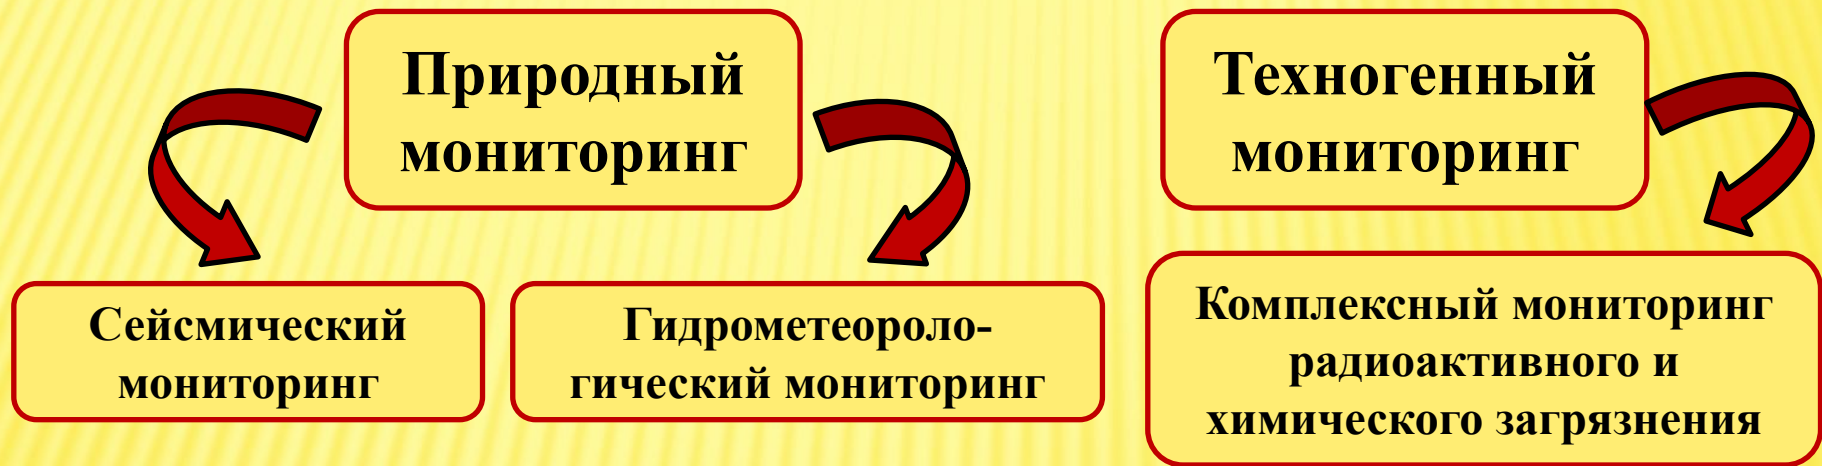 Природный
мониторинг
Техногенный
мониторинг
Сейсмический
мониторинг
Гидрометеороло-
гический мониторинг
Комплексный мониторинг
радиоактивного и
химического загрязнения